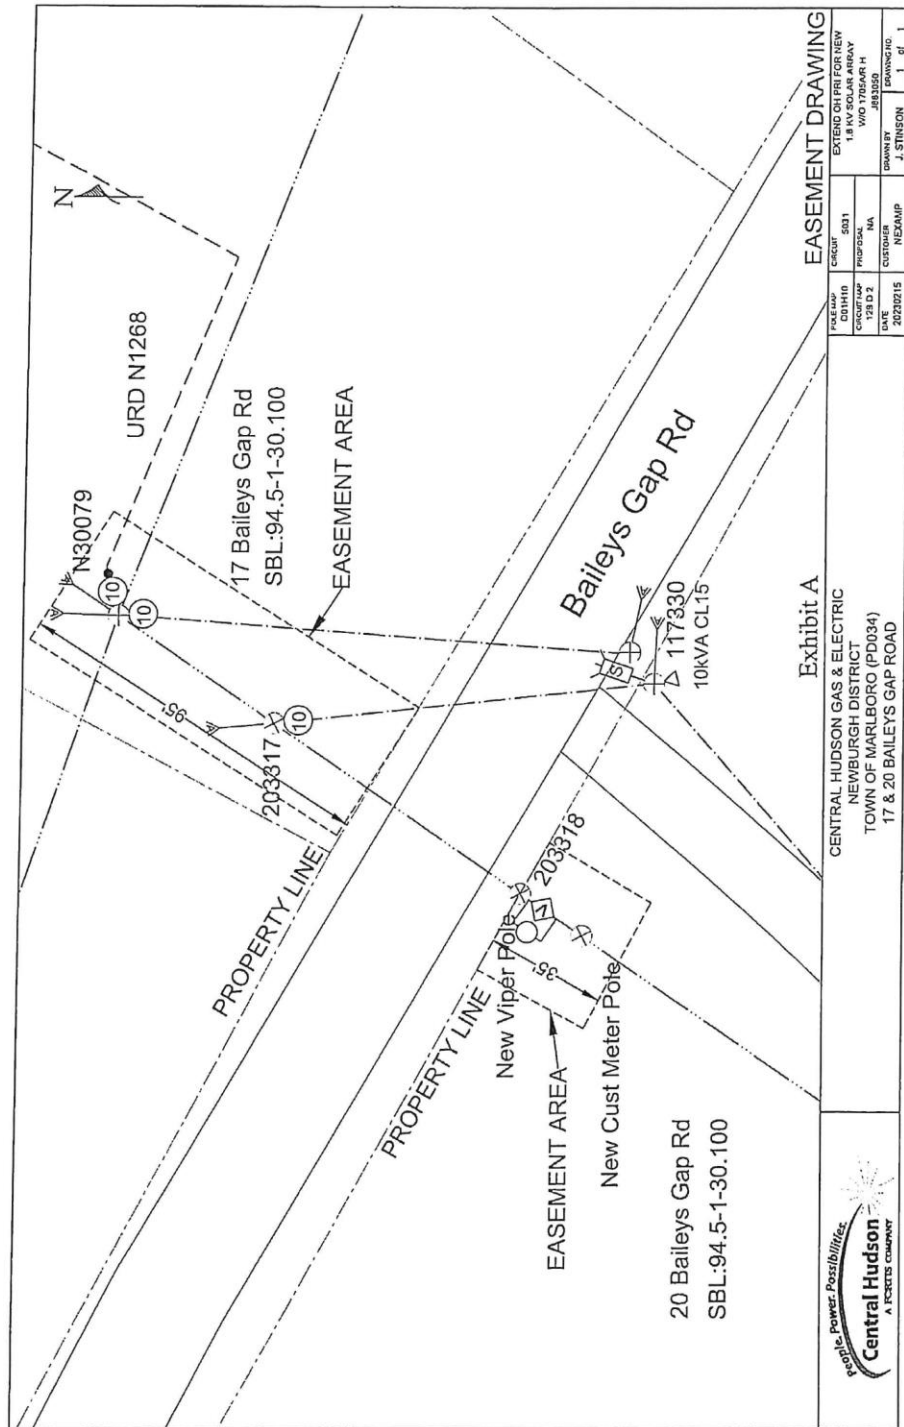 N
URD N1268
N30079
10
10
17 Baileys Gap Rd
SBL:94.5-1-30.100
EASEMENT AREA
95'
10
203317
PROPERTY LINE
Baileys Gap Rd
S
117330
10kVA CL15
PROPERTY LINE
New Viper Pole
203318
V
35'
EASEMENT AREA
New Cust Meter Pole
20 Baileys Gap Rd
SBL:94.5-1-30.100
Exhibit A
EASEMENT DRAWING
People. Power. Possibilities.
Central Hudson
A FORTIS COMPANY
CENTRAL HUDSON GAS & ELECTRIC
NEWBURGH DISTRICT
TOWN OF MARLBORO (PD0034)
17 & 20 BAILEYS GAP ROAD
POLE MAP
D01H10
CIRCUIT
5031
EXTEND OH PRI FOR NEW
1.8 KV SOLAR ARRAY
CIRCUIT MAP
129 D 2
PROPOSAL
NA
DATE
20230215
CUSTOMER
NEXAMP
DRAWN BY
J. STINSON
DRAWING NO.
1 of 1